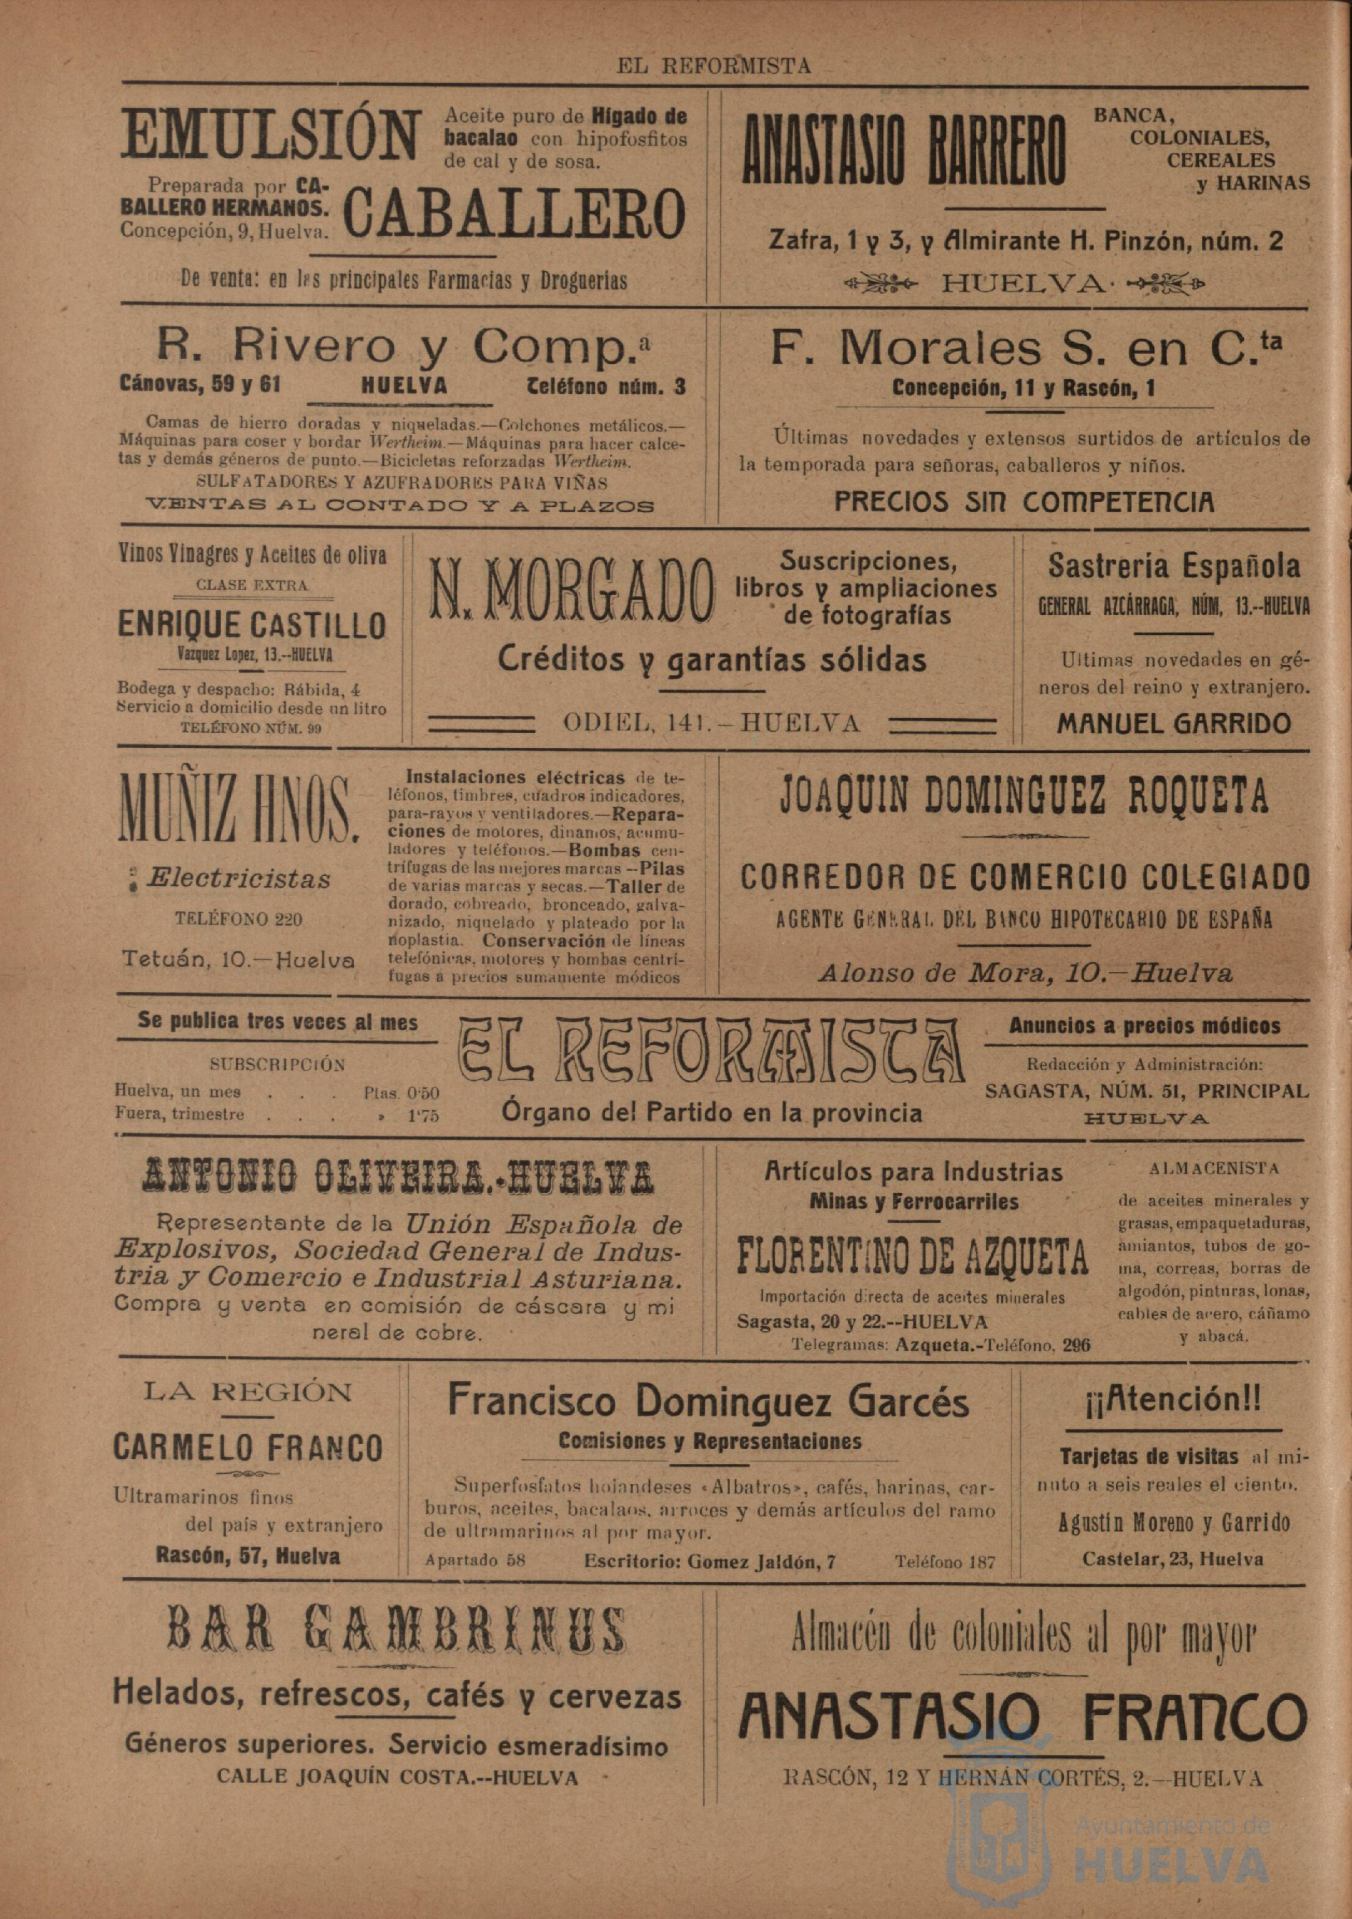 EL REFORMISTA
EMULSIÓN
Aceite puro de Hígado de
bacalao con hipofosfitos
de cal y de sosa.
Preparada por CA-
BALLERO HERMANOS.
Concepción, 9, Huelva.
CABALLERO
De venta: en las principales Farmacias y Droguerias
ANASTASIO BARRERO
BANCA,
COLONIALES,
CEREALES
y HARINAS
Zafra, 1 y 3, y Almirante H. Pinzón, núm. 2
HUELVA
R. Rivero y Comp.ª
Cánovas, 59 y 61 HUELVA Teléfono núm. 3
Camas de hierro doradas y niqueladas.—Colchones metálicos.—
Máquinas para coser y bordar Wertheim.—Máquinas para hacer calce-
tas y demás géneros de punto.—Bicicletas reforzadas Wertheim.
SULFATADORES Y AZUFRADORES PARA VIÑAS
VENTAS AL CONTADO Y A PLAZOS
F. Morales S. en C.ta
Concepción, 11 y Rascón, 1
Últimas novedades y extensos surtidos de artículos de
la temporada para señoras, caballeros y niños.
PRECIOS SIN COMPETENCIA
Vinos Vinagres y Aceites de oliva
CLASE EXTRA
ENRIQUE CASTILLO
Vazquez Lopez, 13.--HUELVA
Bodega y despacho: Rábida, 4
Servicio a domicilio desde un litro
TELÉFONO NÚM. 99
N. MORGADO
Suscripciones,
libros y ampliaciones
de fotografías
Créditos y garantías sólidas
ODIEL, 141.—HUELVA
Sastrería Española
GENERAL AZCÁRRAGA, NÚM, 13.--HUELVA
Ultimas novedades en gé-
neros del reino y extranjero.
MANUEL GARRIDO
MUÑIZ HNOS.
Electricistas
TELÉFONO 220
Tetuán, 10.—Huelva
Instalaciones eléctricas de te-
léfonos, timbres, cuadros indicadores,
para-rayos y ventiladores.—Repara-
ciones de motores, dinamos, acumu-
ladores y teléfonos.—Bombas cen-
trífugas de las mejores marcas—Pilas
de varias marcas y secas.—Taller de
dorado, cobreado, bronceado, galva-
nizado, niquelado y plateado por la
noplastia. Conservación de líneas
telefónicas, motores y bombas centrí-
fugas a precios sumamente módicos
JOAQUIN DOMINGUEZ ROQUETA
CORREDOR DE COMERCIO COLEGIADO
AGENTE GENERAL DEL BANCO HIPOTECARIO DE ESPAÑA
Alonso de Mora, 10.—Huelva
Se publica tres veces al mes
SUBSCRIPCIÓN
Huelva, un mes . . . Ptas. 0'50
Fuera, trimestre . . . » 1'75
EL REFORMISTA
Órgano del Partido en la provincia
Anuncios a precios módicos
Redacción y Administración:
SAGASTA, NÚM. 51, PRINCIPAL
HUELVA
ANTONIO OLIVEIRA.-HUELVA
Representante de la Unión Española de
Explosivos, Sociedad General de Indus-
tria y Comercio e Industrial Asturiana.
Compra y venta en comisión de cáscara y mi
neral de cobre.
Artículos para Industrias
Minas y Ferrocarriles
FLORENTINO DE AZQUETA
Importación directa de aceites minerales
Sagasta, 20 y 22.--HUELVA
Telegramas: Azqueta.-Teléfono, 296
ALMACENISTA
de aceites minerales y
grasas, empaquetaduras,
amiantos, tubos de go-
ma, correas, borras de
algodón, pinturas, lonas,
cables de acero, cáñamo
y abacá.
LA REGIÓN
CARMELO FRANCO
Ultramarinos finos
del país y extranjero
Rascón, 57, Huelva
Francisco Dominguez Garcés
Comisiones y Representaciones
Superfosfatos holandeses «Albatros», cafés, harinas, car-
buros, aceites, bacalaos, arroces y demás artículos del ramo
de ultramarinos al por mayor.
Apartado 58 Escritorio: Gomez Jaldón, 7 Teléfono 187
¡¡Atención!!
Tarjetas de visitas al mi-
nuto a seis reales el ciento.
Agustín Moreno y Garrido
Castelar, 23, Huelva
BAR GAMBRINUS
Helados, refrescos, cafés y cervezas
Géneros superiores. Servicio esmeradísimo
CALLE JOAQUÍN COSTA.--HUELVA
Almacén de coloniales al por mayor
ANASTASIO FRANCO
RASCÓN, 12 Y HERNÁN CORTÉS, 2.—HUELVA
Ayuntamiento de
HUELVA